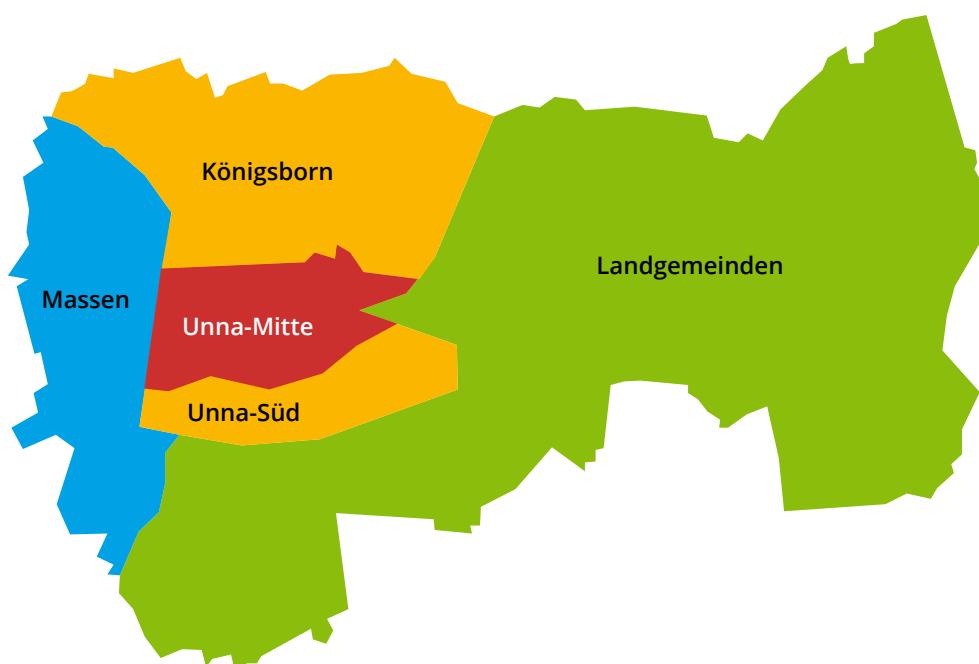 Königsborn
Landgemeinden
Massen
Unna-Mitte
Unna-Süd